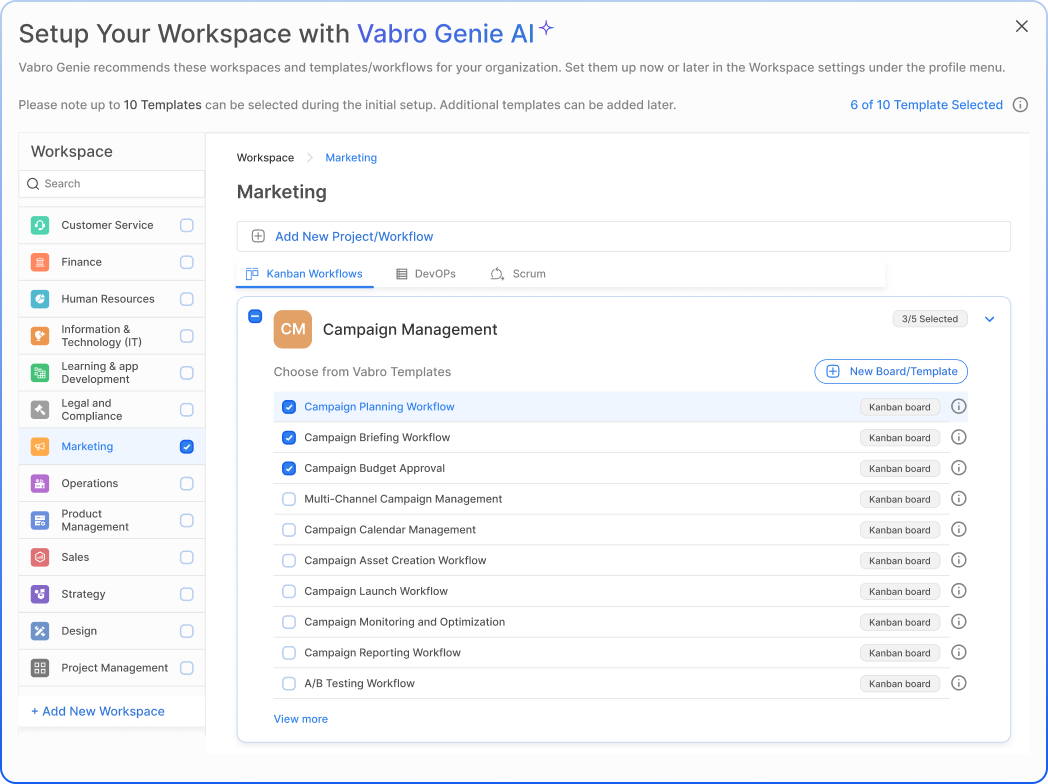 Setup Your Workspace with Vabro Genie AI
Vabro Genie recommends these workspaces and templates/workflows for your organization. Set them up now or later in the Workspace settings under the profile menu.
Please note up to 10 Templates can be selected during the initial setup. Additional templates can be added later.
6 of 10 Template Selected
Workspace
Search
Customer Service
Finance
Human Resources
Information &
Technology (IT)
Learning & app
Development
Legal and
Compliance
Marketing
Operations
Product
Management
Sales
Strategy
Design
Project Management
+ Add New Workspace
Workspace
Marketing
Marketing
Add New Project/Workflow
Kanban Workflows
DevOPs
Scrum
CM
Campaign Management
3/5 Selected
Choose from Vabro Templates
New Board/Template
Campaign Planning Workflow
Kanban board
Campaign Briefing Workflow
Kanban board
Campaign Budget Approval
Kanban board
Multi-Channel Campaign Management
Kanban board
Campaign Calendar Management
Kanban board
Campaign Asset Creation Workflow
Kanban board
Campaign Launch Workflow
Kanban board
Campaign Monitoring and Optimization
Kanban board
Campaign Reporting Workflow
Kanban board
A/B Testing Workflow
Kanban board
View more